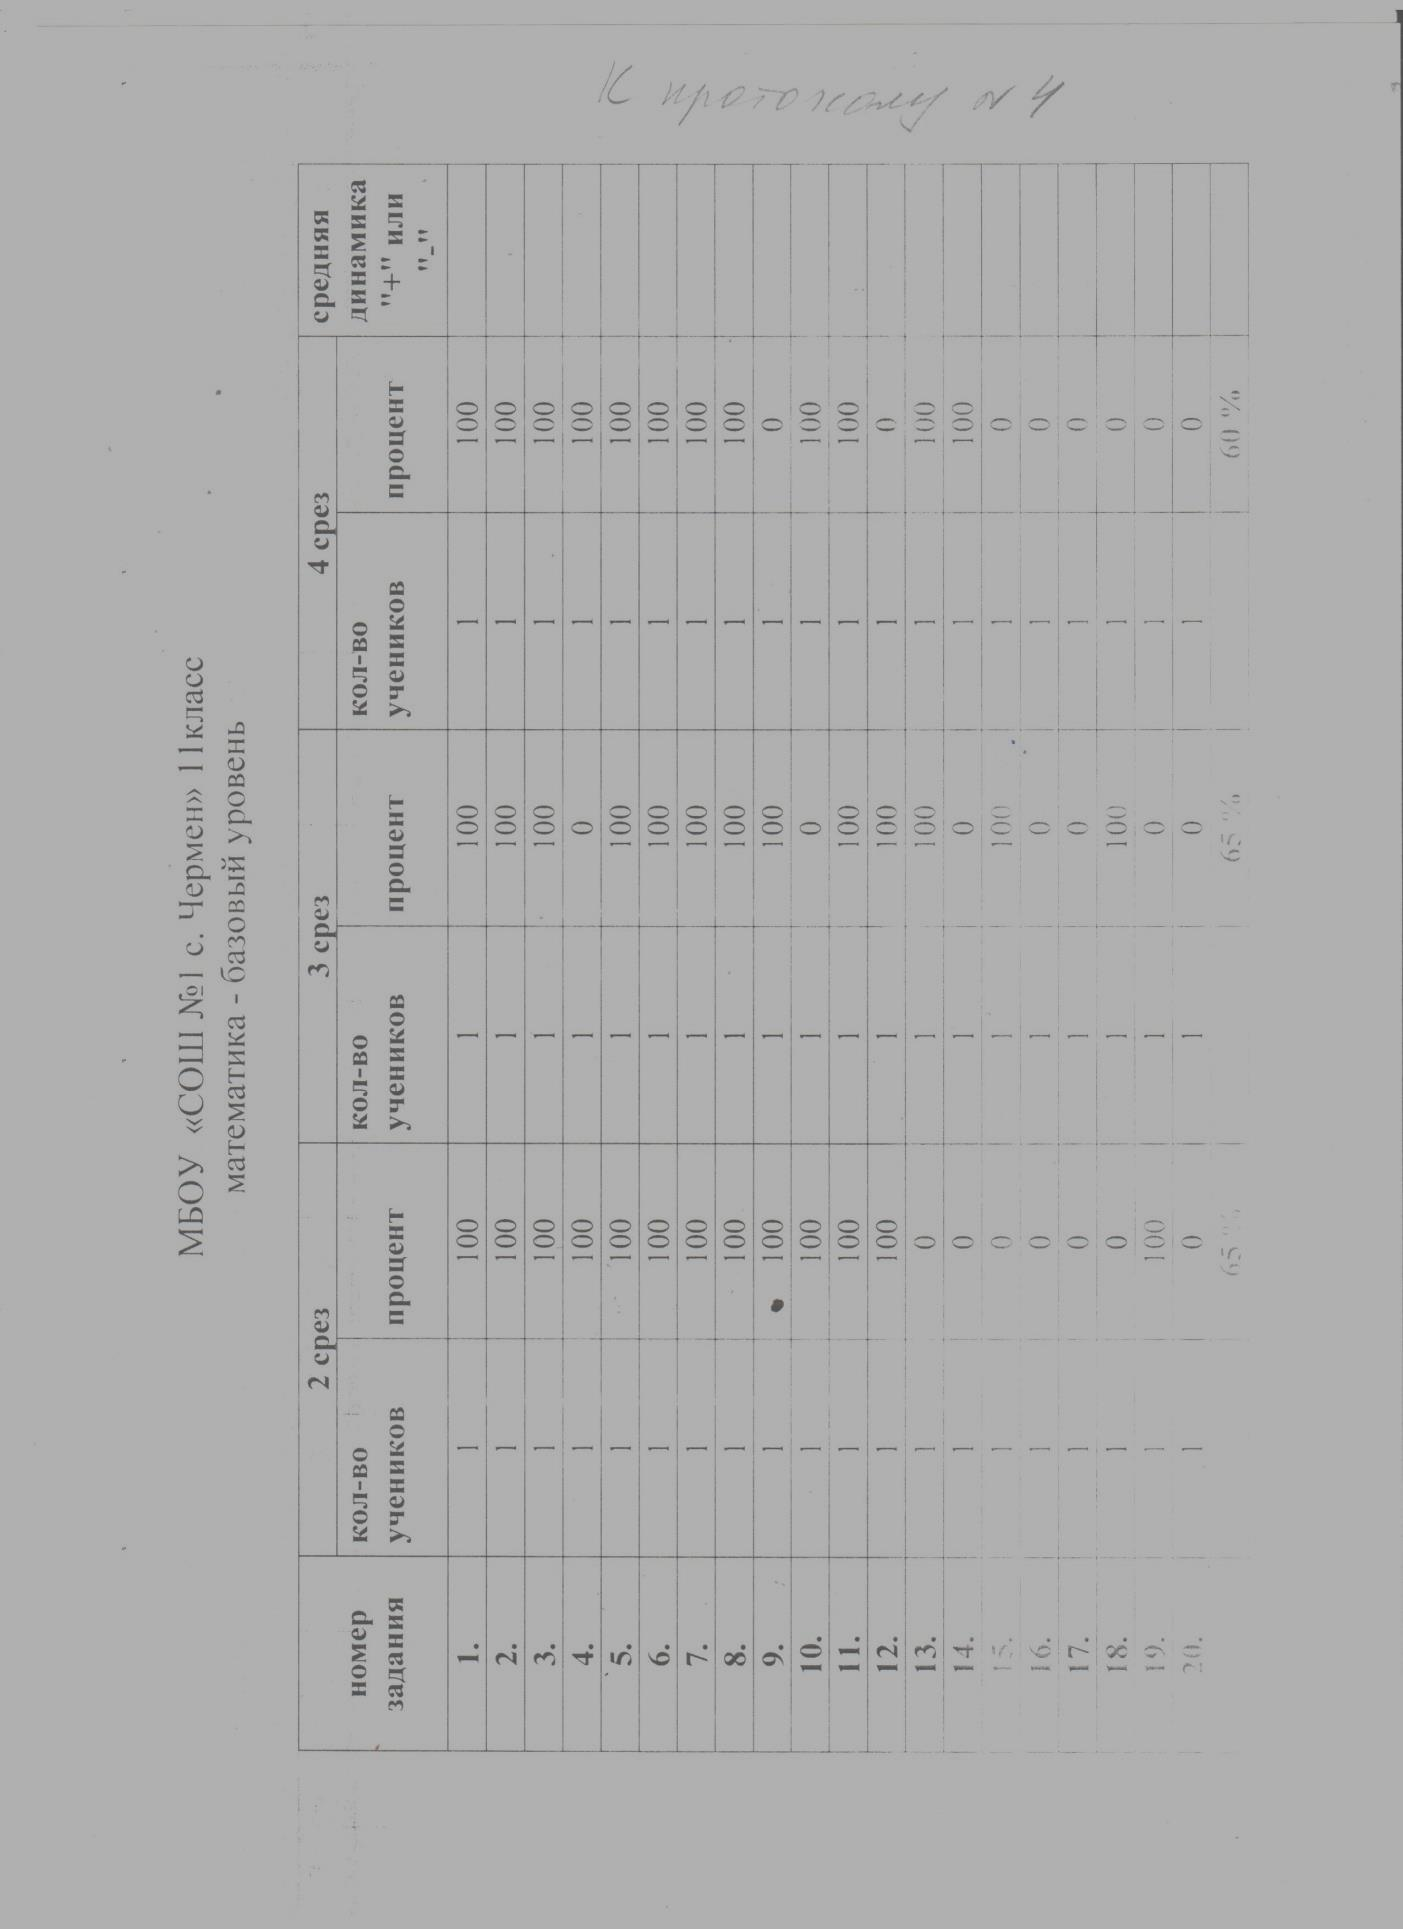 К протоколу № 4
МБОУ «СОШ №1 с. Чермен» 11класс
математика - базовый уровень
номер задания | 2 срез | 3 срез | 4 срез | средняя динамика "+" или "-"
кол-во учеников | процент | кол-во учеников | процент | кол-во учеников | процент
1. 1 100 1 100 1 100
2. 1 100 1 100 1 100
3. 1 100 1 100 1 100
4. 1 100 1 0 1 100
5. 1 100 1 100 1 100
6. 1 100 1 100 1 100
7. 1 100 1 100 1 100
8. 1 100 1 100 1 100
9. 1 100 1 100 1 0
10. 1 100 1 0 1 100
11. 1 100 1 100 1 100
12. 1 100 1 100 1 0
13. 1 0 1 100 1 100
14. 1 0 1 0 1 100
15. 1 0 1 100 1 0
16. 1 0 1 0 1 0
17. 1 0 1 0 1 0
18. 1 0 1 100 1 0
19. 1 100 1 0 1 0
20. 1 0 1 0 1 0
65 % 65 % 60 %